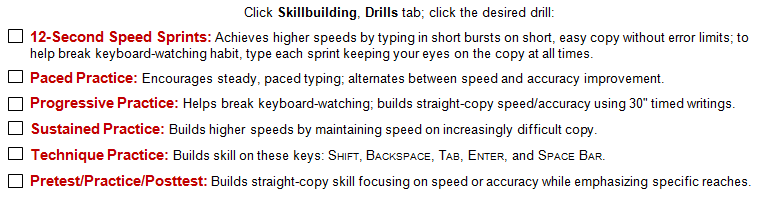 Click Skillbuilding, Drills tab; click the desired drill:
12-Second Speed Sprints: Achieves higher speeds by typing in short bursts on short, easy copy without error limits; to
help break keyboard-watching habit, type each sprint keeping your eyes on the copy at all times.
Paced Practice: Encourages steady, paced typing; alternates between speed and accuracy improvement.
Progressive Practice: Helps break keyboard-watching; builds straight-copy speed/accuracy using 30" timed writings.
Sustained Practice: Builds higher speeds by maintaining speed on increasingly difficult copy.
Technique Practice: Builds skill on these keys: SHIFT, BACKSPACE, TAB, ENTER, and SPACE BAR.
Pretest/Practice/Posttest: Builds straight-copy skill focusing on speed or accuracy while emphasizing specific reaches.